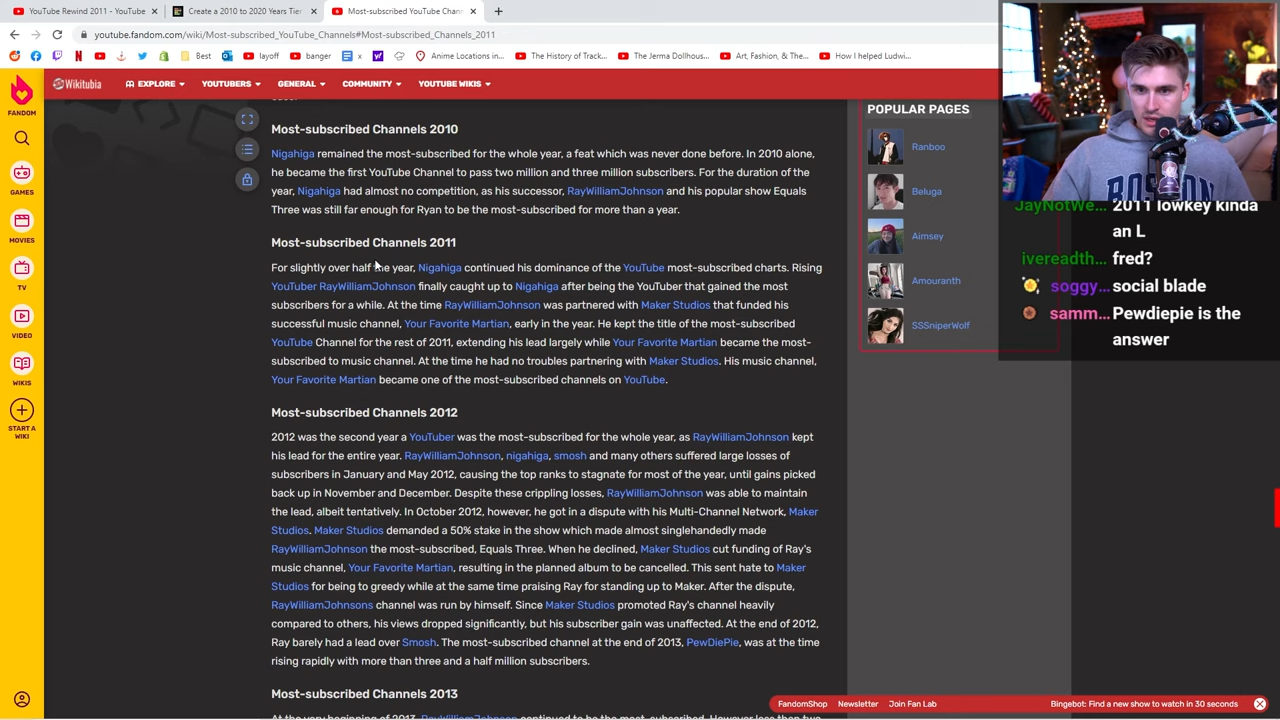 YouTube Rewind 2011 - YouTube
Create a 2010 to 2020 Years Tier
Most-subscribed YouTube Chann
youtube.fandom.com/wiki/Most-subscribed_YouTube_Channels#Most-subscribed_Channels_2011
Best
layoff
banger
x
Anime Locations in...
The History of Track...
The Jerma Dollhous...
Art, Fashion, & The...
How I helped Ludwi...
FANDOM
GAMES
MOVIES
TV
VIDEO
WIKIS
START A
WIKI
Wikitubia
EXPLORE
YOUTUBERS
GENERAL
COMMUNITY
YOUTUBE WIKIS
Most-subscribed Channels 2010
Nigahiga remained the most-subscribed for the whole year, a feat which was never done before. In 2010 alone,
he became the first YouTube Channel to pass two million and three million subscribers. For the duration of the
year, Nigahiga had almost no competition, as his successor, RayWilliamJohnson and his popular show Equals
Three was still far enough for Ryan to be the most-subscribed for more than a year.
Most-subscribed Channels 2011
For slightly over half the year, Nigahiga continued his dominance of the YouTube most-subscribed charts. Rising
YouTuber RayWilliamJohnson finally caught up to Nigahiga after being the YouTuber that gained the most
subscribers for a while. At the time RayWilliamJohnson was partnered with Maker Studios that funded his
successful music channel, Your Favorite Martian, early in the year. He kept the title of the most-subscribed
YouTube Channel for the rest of 2011, extending his lead largely while Your Favorite Martian became the most-
subscribed to music channel. At the time he had no troubles partnering with Maker Studios. His music channel,
Your Favorite Martian became one of the most-subscribed channels on YouTube.
Most-subscribed Channels 2012
2012 was the second year a YouTuber was the most-subscribed for the whole year, as RayWilliamJohnson kept
his lead for the entire year. RayWilliamJohnson, nigahiga, smosh and many others suffered large losses of
subscribers in January and May 2012, causing the top ranks to stagnate for most of the year, until gains picked
back up in November and December. Despite these crippling losses, RayWilliamJohnson was able to maintain
the lead, albeit tentatively. In October 2012, however, he got in a dispute with his Multi-Channel Network, Maker
Studios. Maker Studios demanded a 50% stake in the show which made almost singlehandedly made
RayWilliamJohnson the most-subscribed, Equals Three. When he declined, Maker Studios cut funding of Ray's
music channel, Your Favorite Martian, resulting in the planned album to be cancelled. This sent hate to Maker
Studios for being to greedy while at the same time praising Ray for standing up to Maker. After the dispute,
RayWilliamJohnsons channel was run by himself. Since Maker Studios promoted Ray's channel heavily
compared to others, his views dropped significantly, but his subscriber gain was unaffected. At the end of 2012,
Ray barely had a lead over Smosh. The most-subscribed channel at the end of 2013, PewDiePie, was at the time
rising rapidly with more than three and a half million subscribers.
Most-subscribed Channels 2013
POPULAR PAGES
Ranboo
Beluga
Aimsey
Amouranth
SSSniperWolf
BOSTON
JayNotWe... 2011 lowkey kinda
an L
ivereadth... fred?
soggy... social blade
samm... Pewdiepie is the
answer
FandomShop
Newsletter
Join Fan Lab
Bingebot: Find a new show to watch in 30 seconds